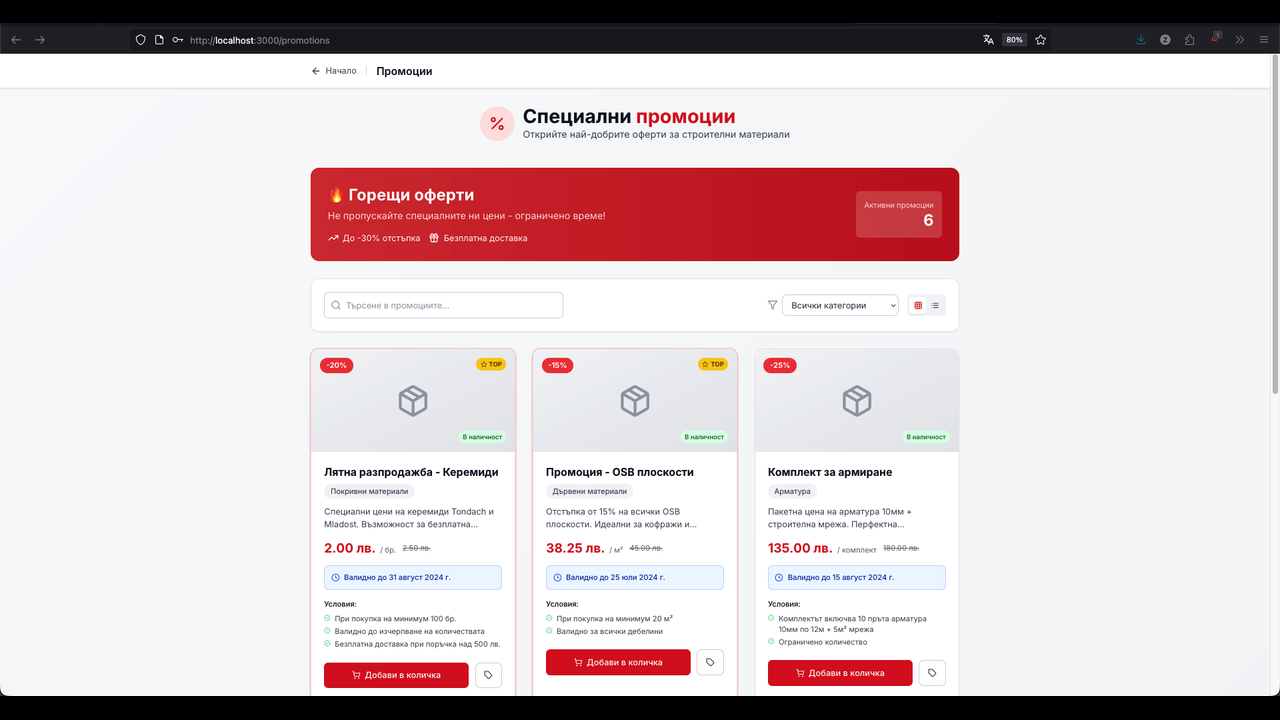 http://localhost:3000/promotions
80%
1
Начало
Промоции
Специални промоции
Открийте най-добрите оферти за строителни материали
🔥 Горещи оферти
Не пропускайте специалните ни цени - ограничено време!
До -30% отстъпка
Безплатна доставка
Активни промоции
6
Търсене в промоциите...
Всички категории
-20%
TOP
В наличност
Лятна разпродажба - Керемиди
Покривни материали
Специални цени на керемиди Tondach и
Mladost. Възможност за безплатна...
2.00 лв. / бр. 2.50 лв.
Валидно до 31 август 2024 г.
Условия:
При покупка на минимум 100 бр.
Валидно до изчерпване на количествата
Безплатна доставка при поръчка над 500 лв.
Добави в количка
-15%
TOP
В наличност
Промоция - OSB плоскости
Дървени материали
Отстъпка от 15% на всички OSB
плоскости. Идеални за кофражи и...
38.25 лв. / м² 45.00 лв.
Валидно до 25 юли 2024 г.
Условия:
При покупка на минимум 20 м²
Валидно за всички дебелини
Добави в количка
-25%
В наличност
Комплект за армиране
Арматура
Пакетна цена на арматура 10мм +
строителна мрежа. Перфектна...
135.00 лв. / комплект 180.00 лв.
Валидно до 15 август 2024 г.
Условия:
Комплектът включва 10 пръта арматура
10мм по 12м + 5м² мрежа
Ограничено количество
Добави в количка